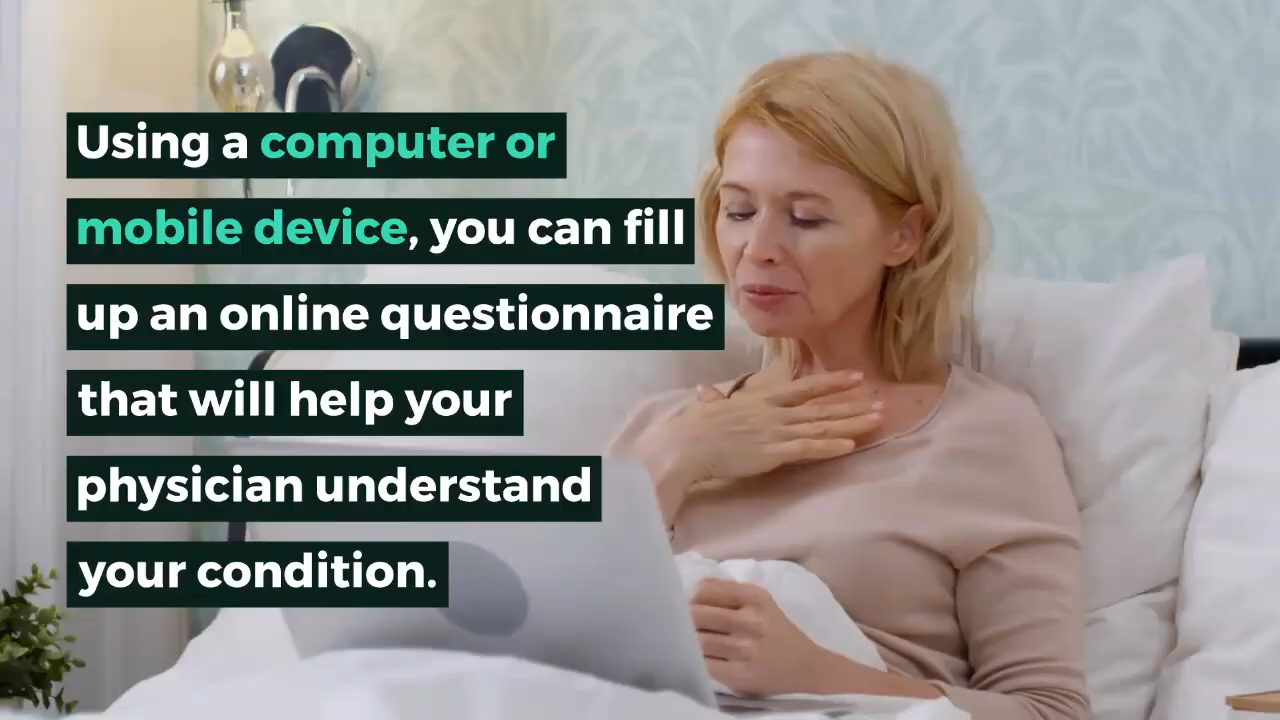 Using a computer or
mobile device, you can fill
up an online questionnaire
that will help your
physician understand
your condition.